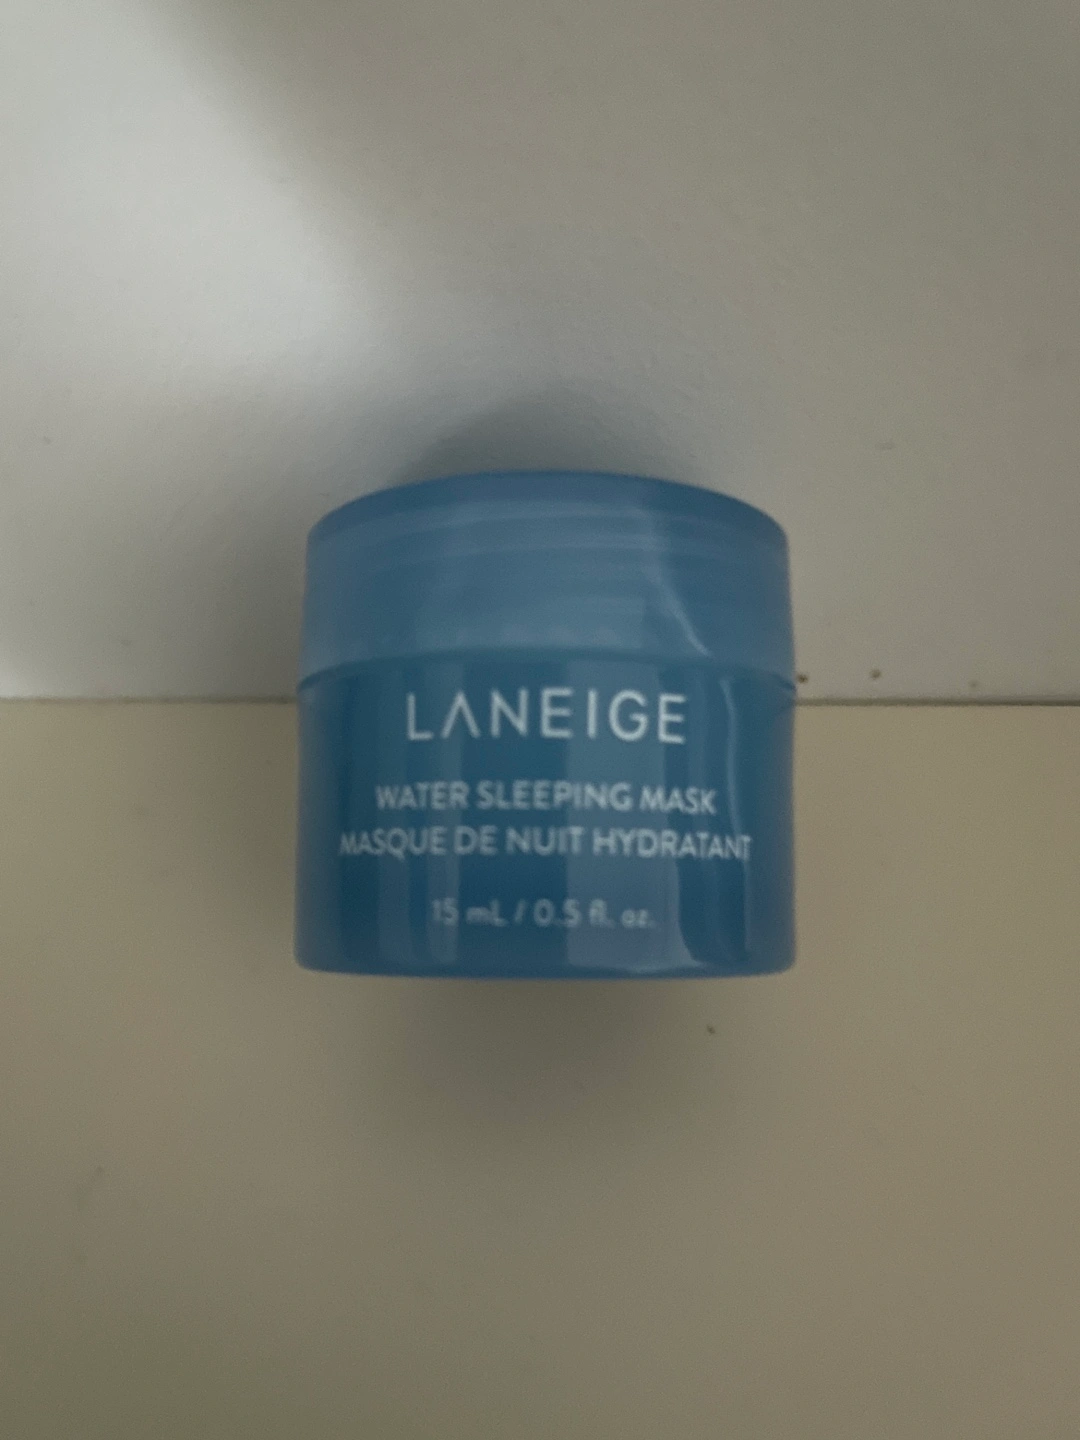 LANEIGE
WATER SLEEPING MASK
MASQUE DE NUIT HYDRATANT
15 mL / 0.5 fl. oz.